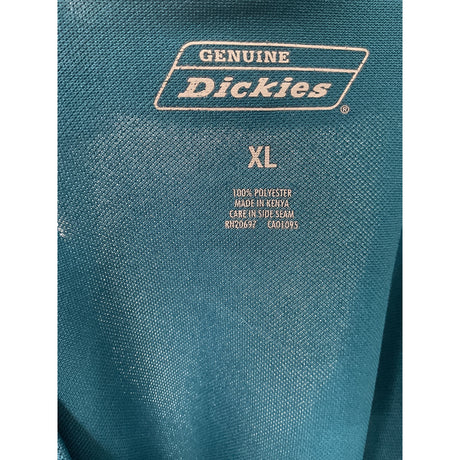 GENUINE
Dickies®
XL
100% POLYESTER
MADE IN KENYA
CARE IN SIDE SEAM
RN20697 CA01095